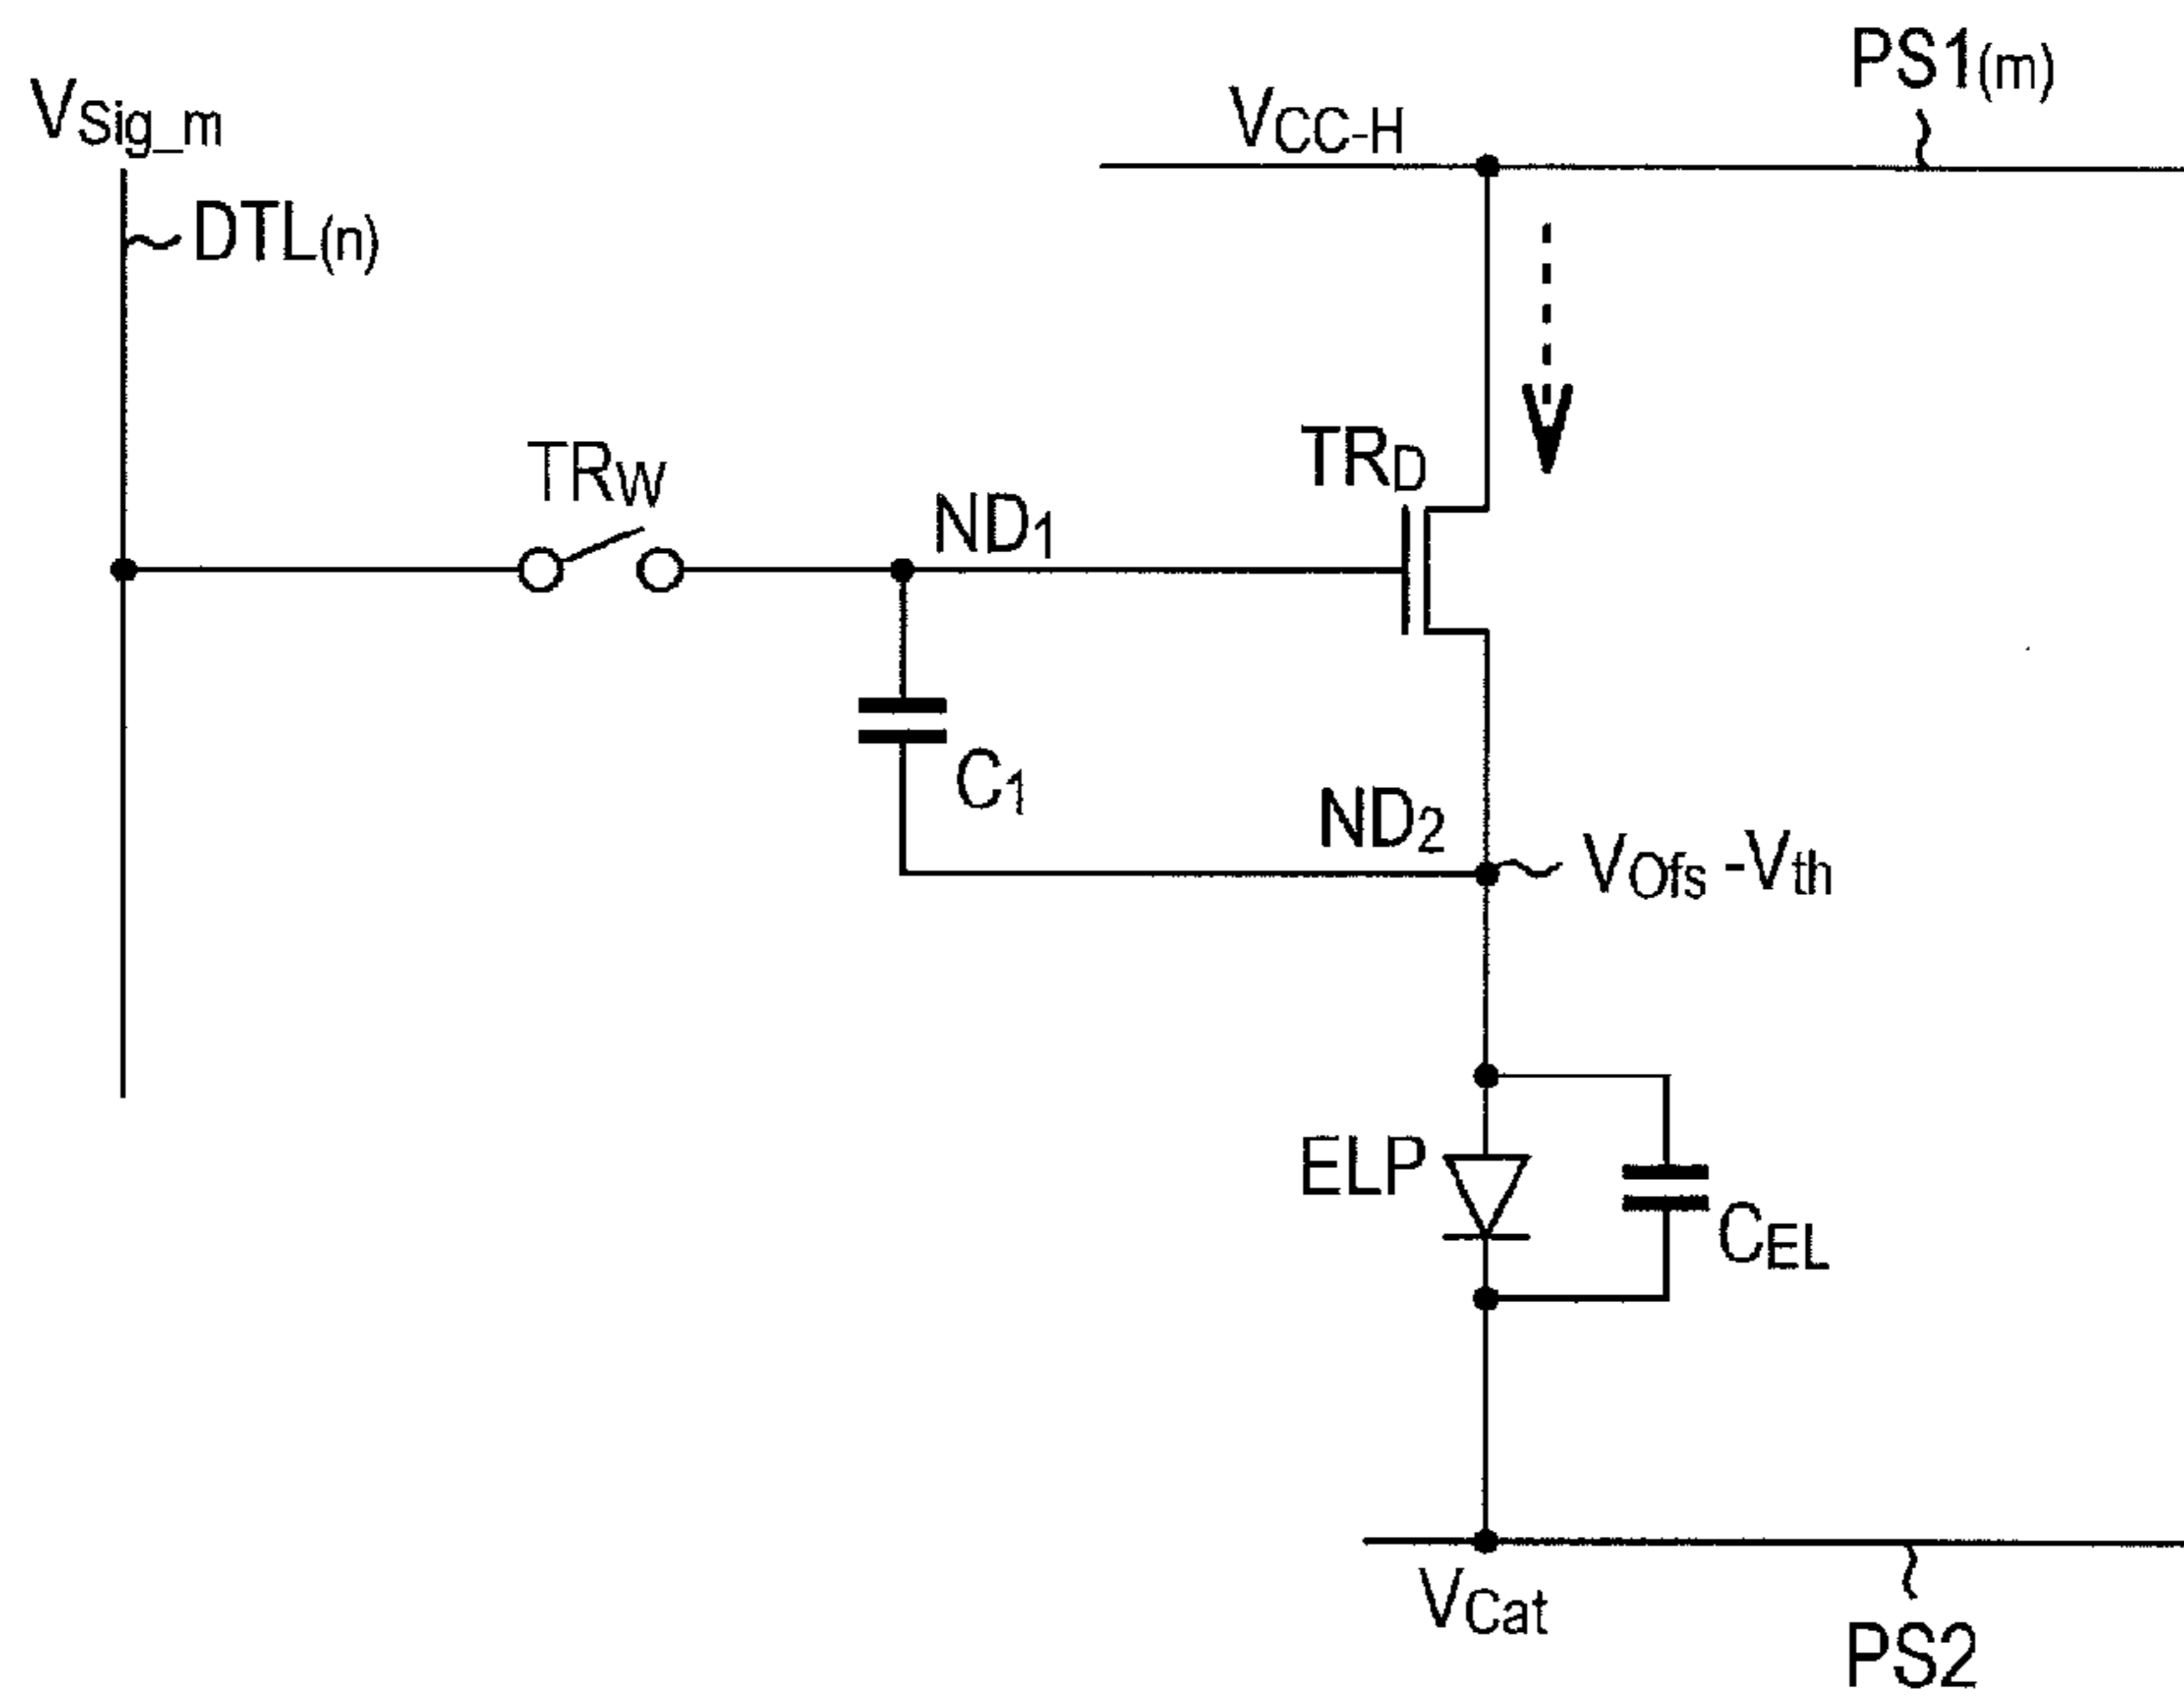 PS1(m)
VSig_m
VCC-H
DTL(n)
TRW
TRD
ND1
C1
ND2
VOfs -Vth
ELP
CEL
VCat
PS2